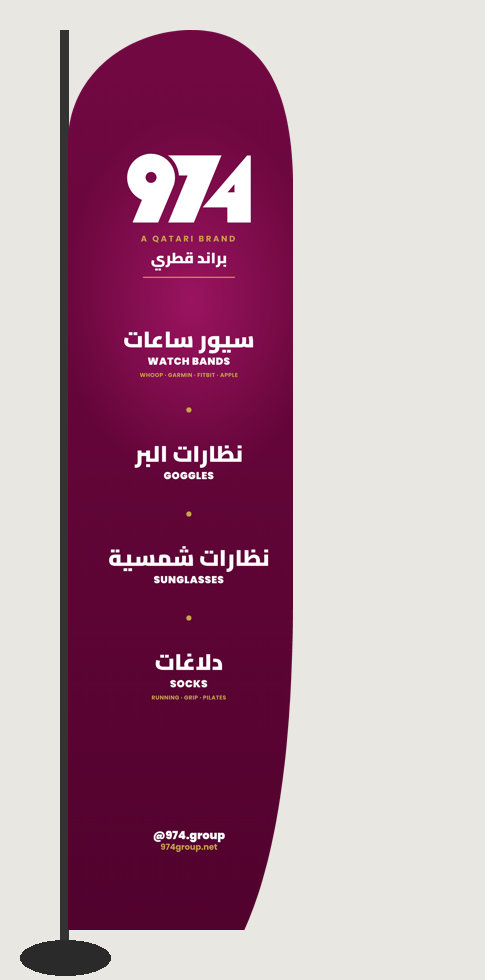 974
A QATARI BRAND
براند قطري
سيور ساعات
WATCH BANDS
WHOOP · GARMIN · FITBIT · APPLE
نظارات البر
GOGGLES
نظارات شمسية
SUNGLASSES
دلاغات
SOCKS
RUNNING · GRIP · PILATES
@974.group
974group.net